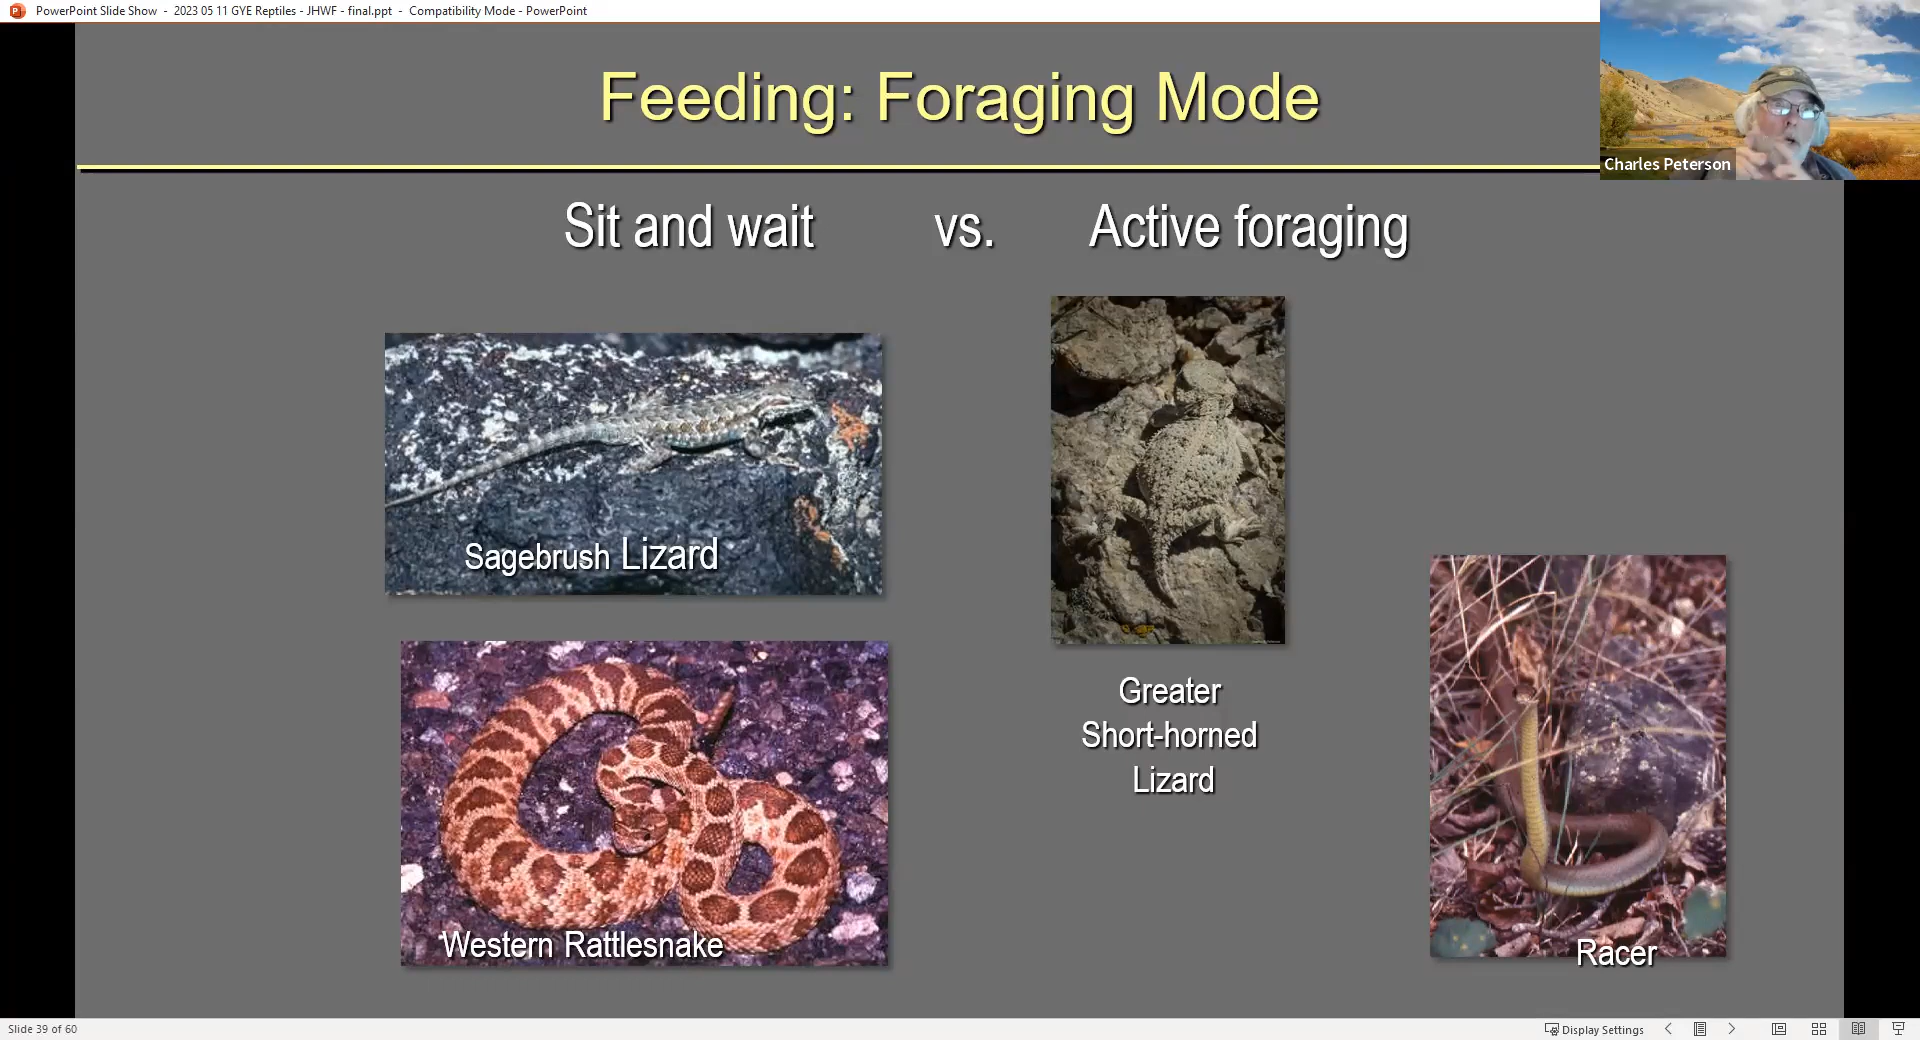 PowerPoint Slide Show - 2023 05 11 GYE Reptiles - JHWF - final.ppt - Compatibility Mode - PowerPoint
Feeding: Foraging Mode
Charles Peterson
Sit and wait vs. Active foraging
Sagebrush Lizard
Greater
Short-horned
Lizard
Western Rattlesnake
Racer
Slide 39 of 60
Display Settings